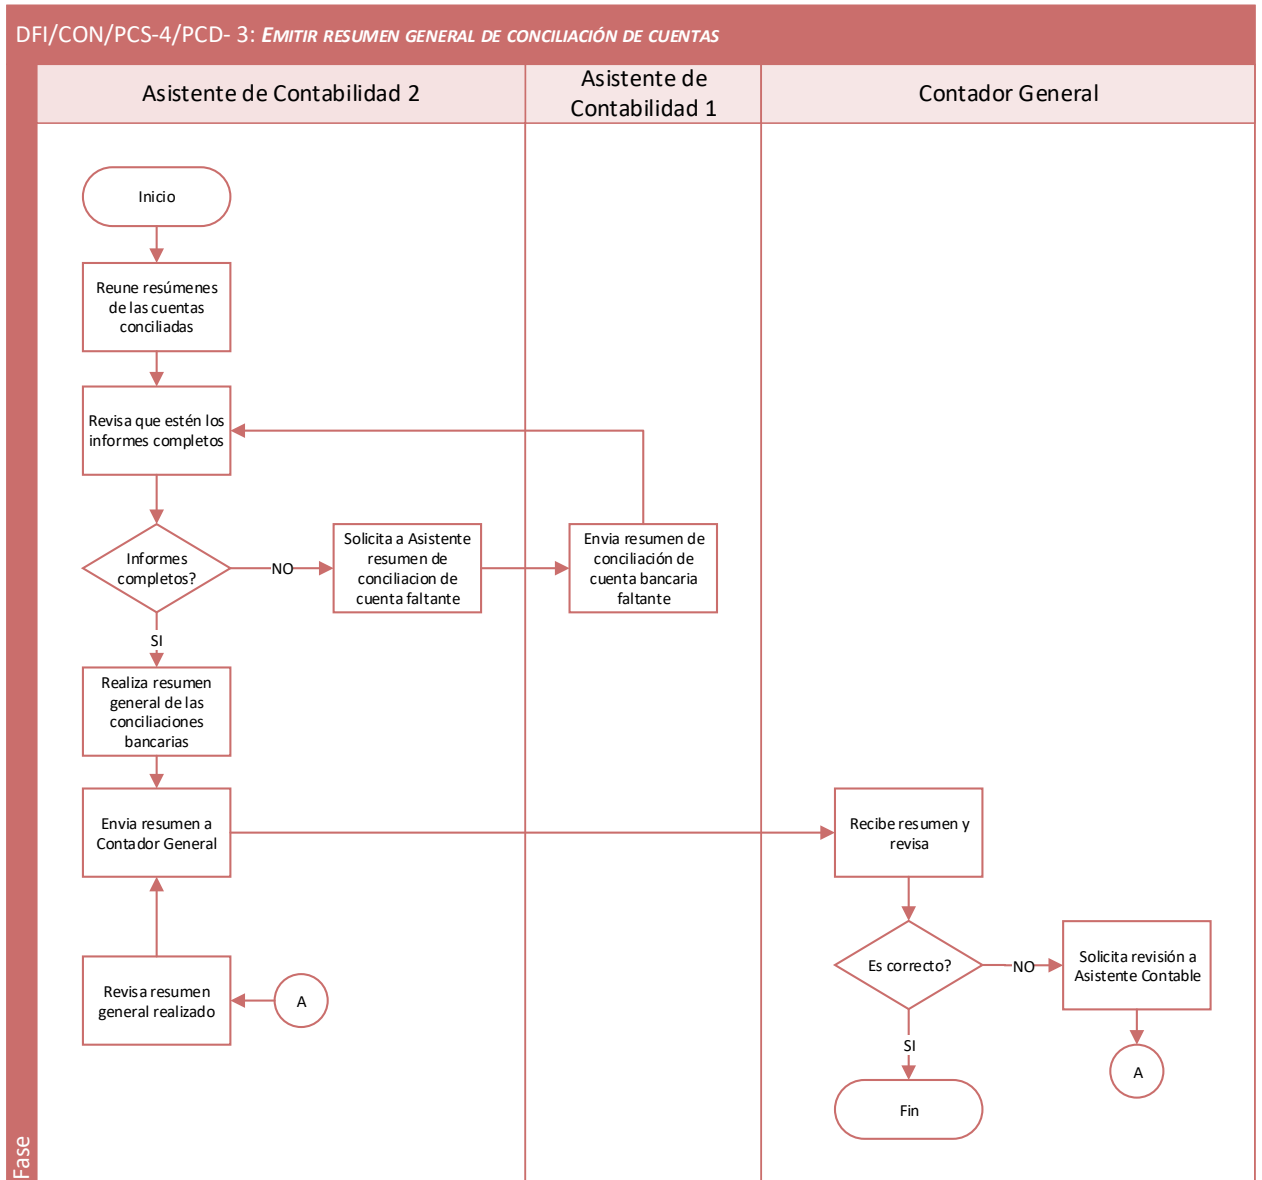 DFI/CON/PCS-4/PCD- 3: EMITIR RESUMEN GENERAL DE CONCILIACIÓN DE CUENTAS
Asistente de Contabilidad 2
Asistente de
Contabilidad 1
Contador General
Inicio
Reune resúmenes
de las cuentas
conciliadas
Revisa que estén los
informes completos
Informes
completos?
NO
Solicita a Asistente
resumen de
conciliacion de
cuenta faltante
Envia resumen de
conciliación de
cuenta bancaria
faltante
SI
Realiza resumen
general de las
conciliaciones
bancarias
Envia resumen a
Contador General
Recibe resumen y
revisa
Es correcto?
NO
Solicita revisión a
Asistente Contable
Revisa resumen
general realizado
A
SI
A
Fin
Fase